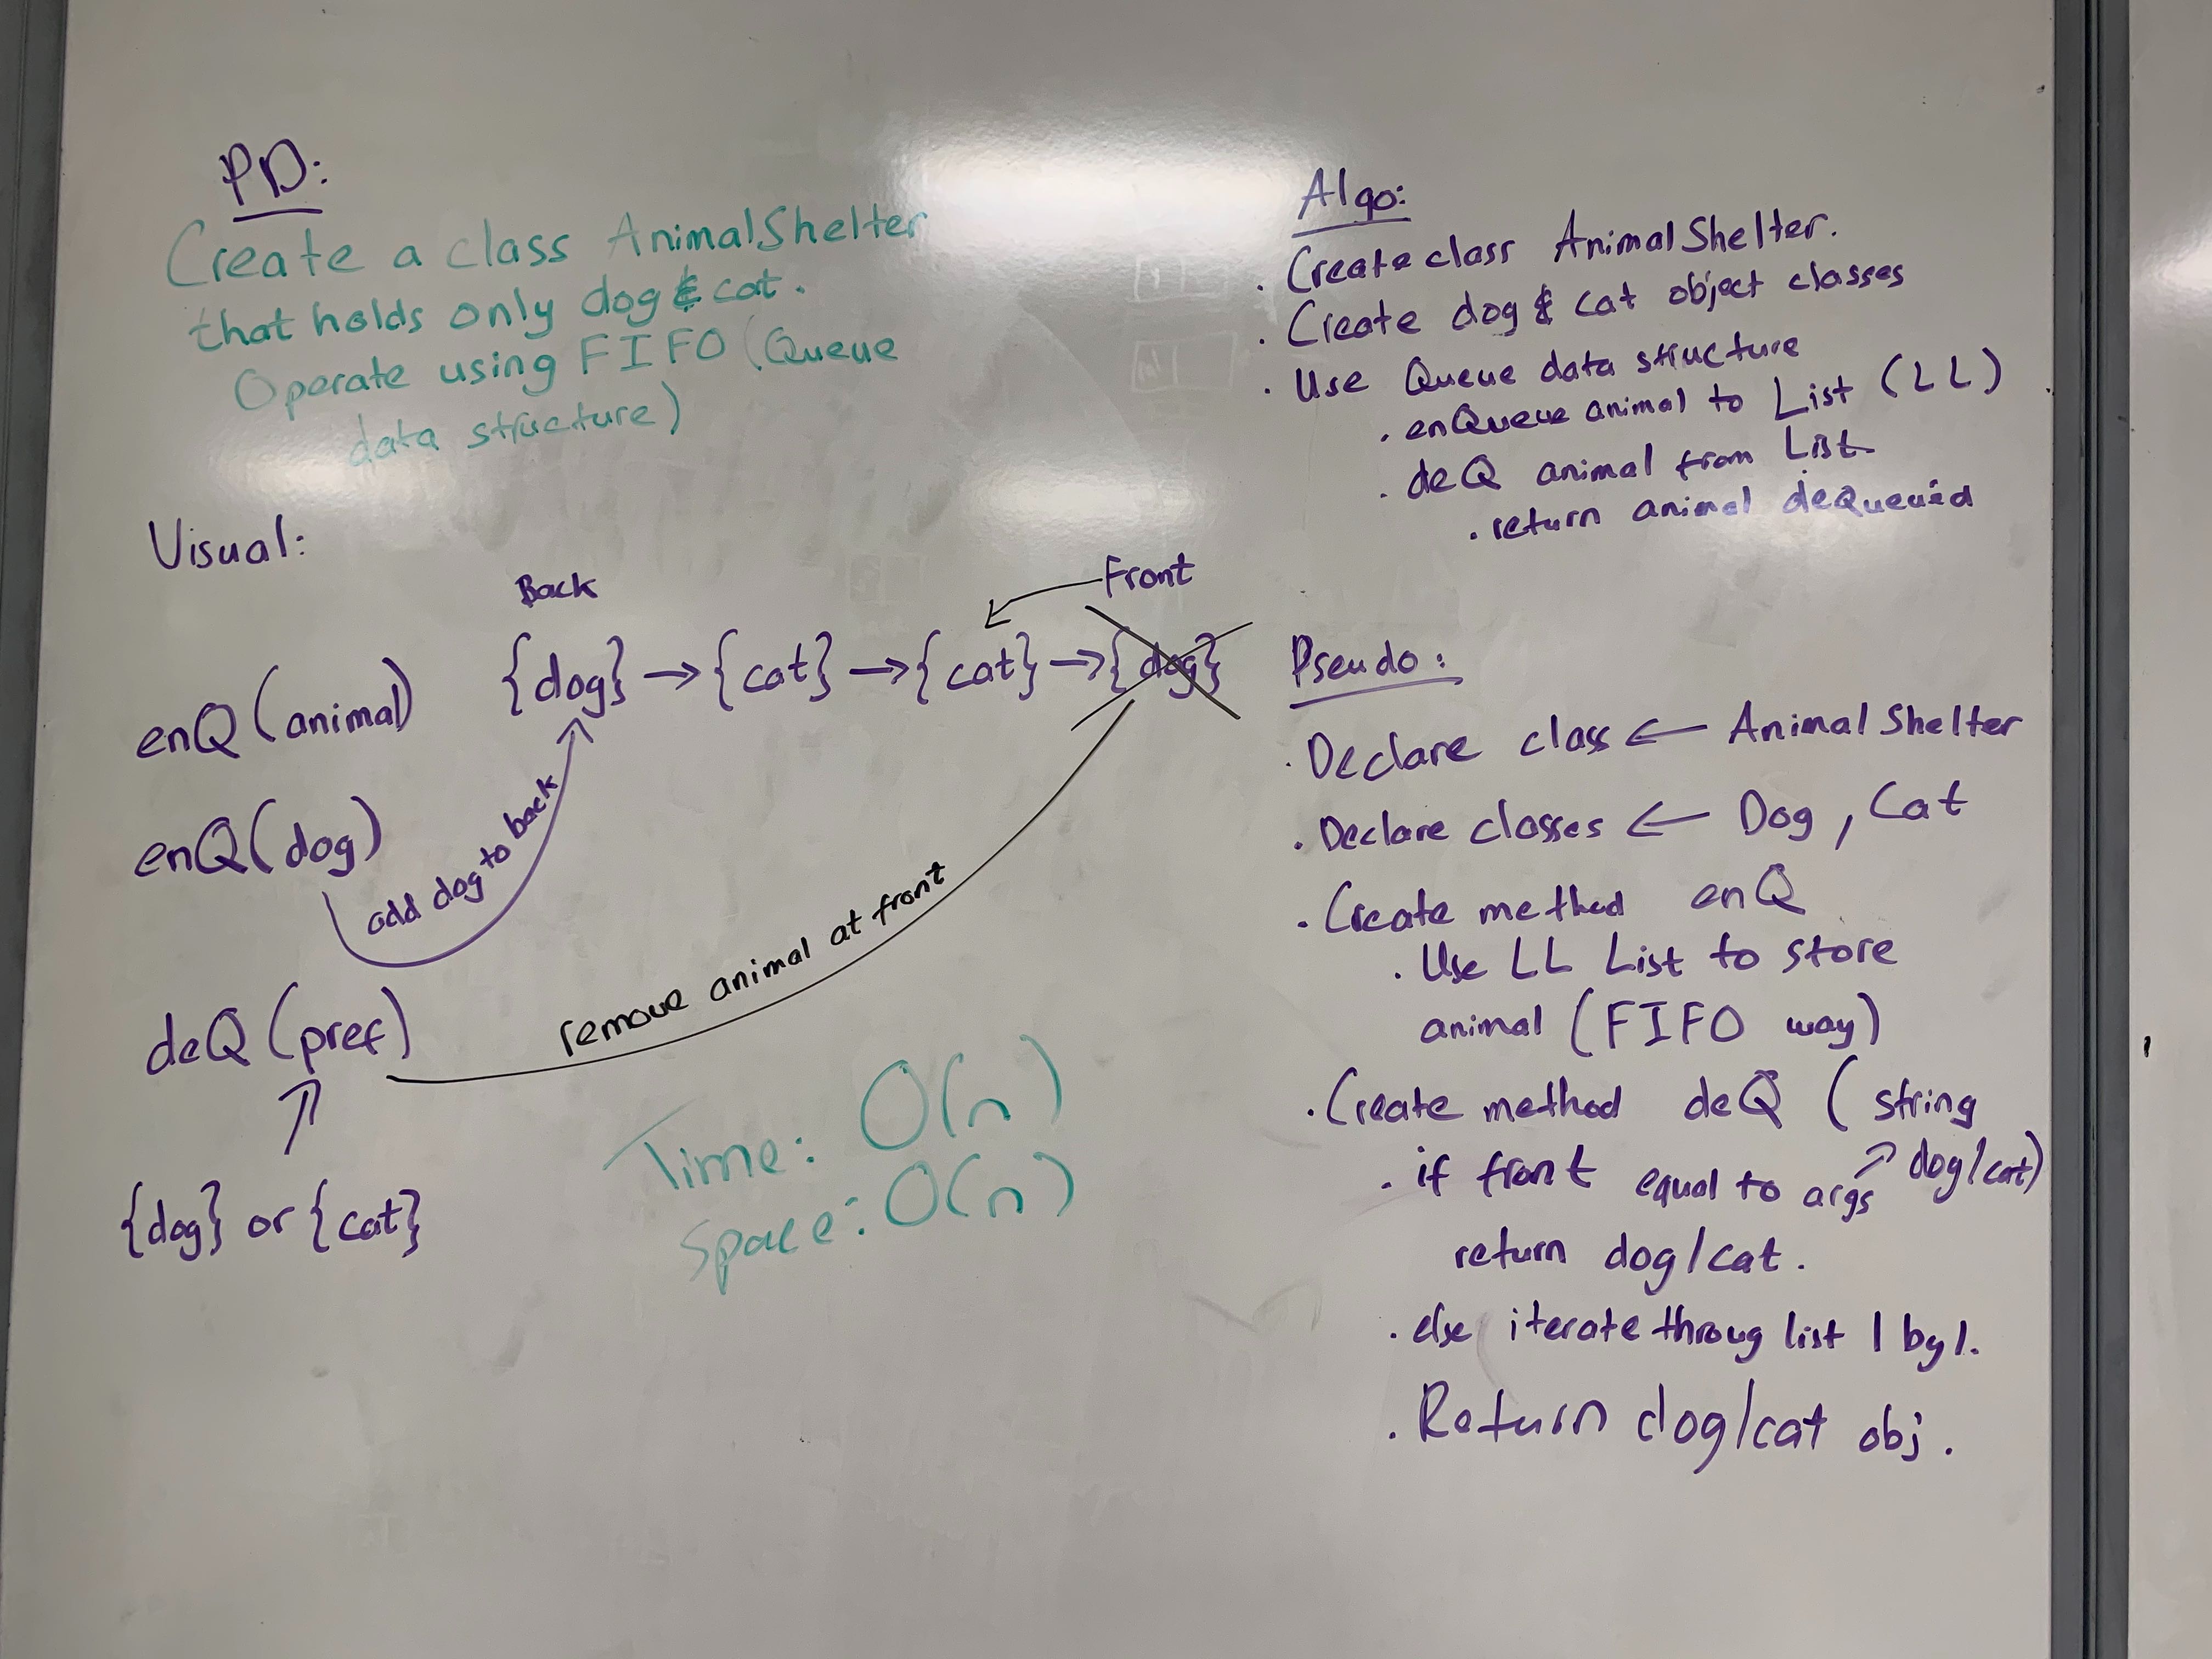 PD:
Create a class AnimalShelter
that holds only dog & cat.
Operate using FIFO (Queue
data structure)
Visual:
Back
Front
enQ(animal)
{dog} → {cat} → {cat} → {dog}
enQ(dog)
add dog to back
deQ(pref)
remove animal at front
{dog} or {cat}
Time: O(n)
Space: O(n)
Algo:
· Create class AnimalShelter.
· Create dog & cat object classes
· Use Queue data structure
· enQueue animal to List (LL)
· deQ animal from List
· return animal dequeued
Pseudo:
· Declare class ← AnimalShelter
· Declare classes ← Dog, Cat
· Create method enQ
· Use LL List to store
animal (FIFO way)
· Create method deQ (string
dog/cat)
· if front equal to args
return dog/cat.
· else iterate throug list 1 by 1.
· Return dog/cat obj.